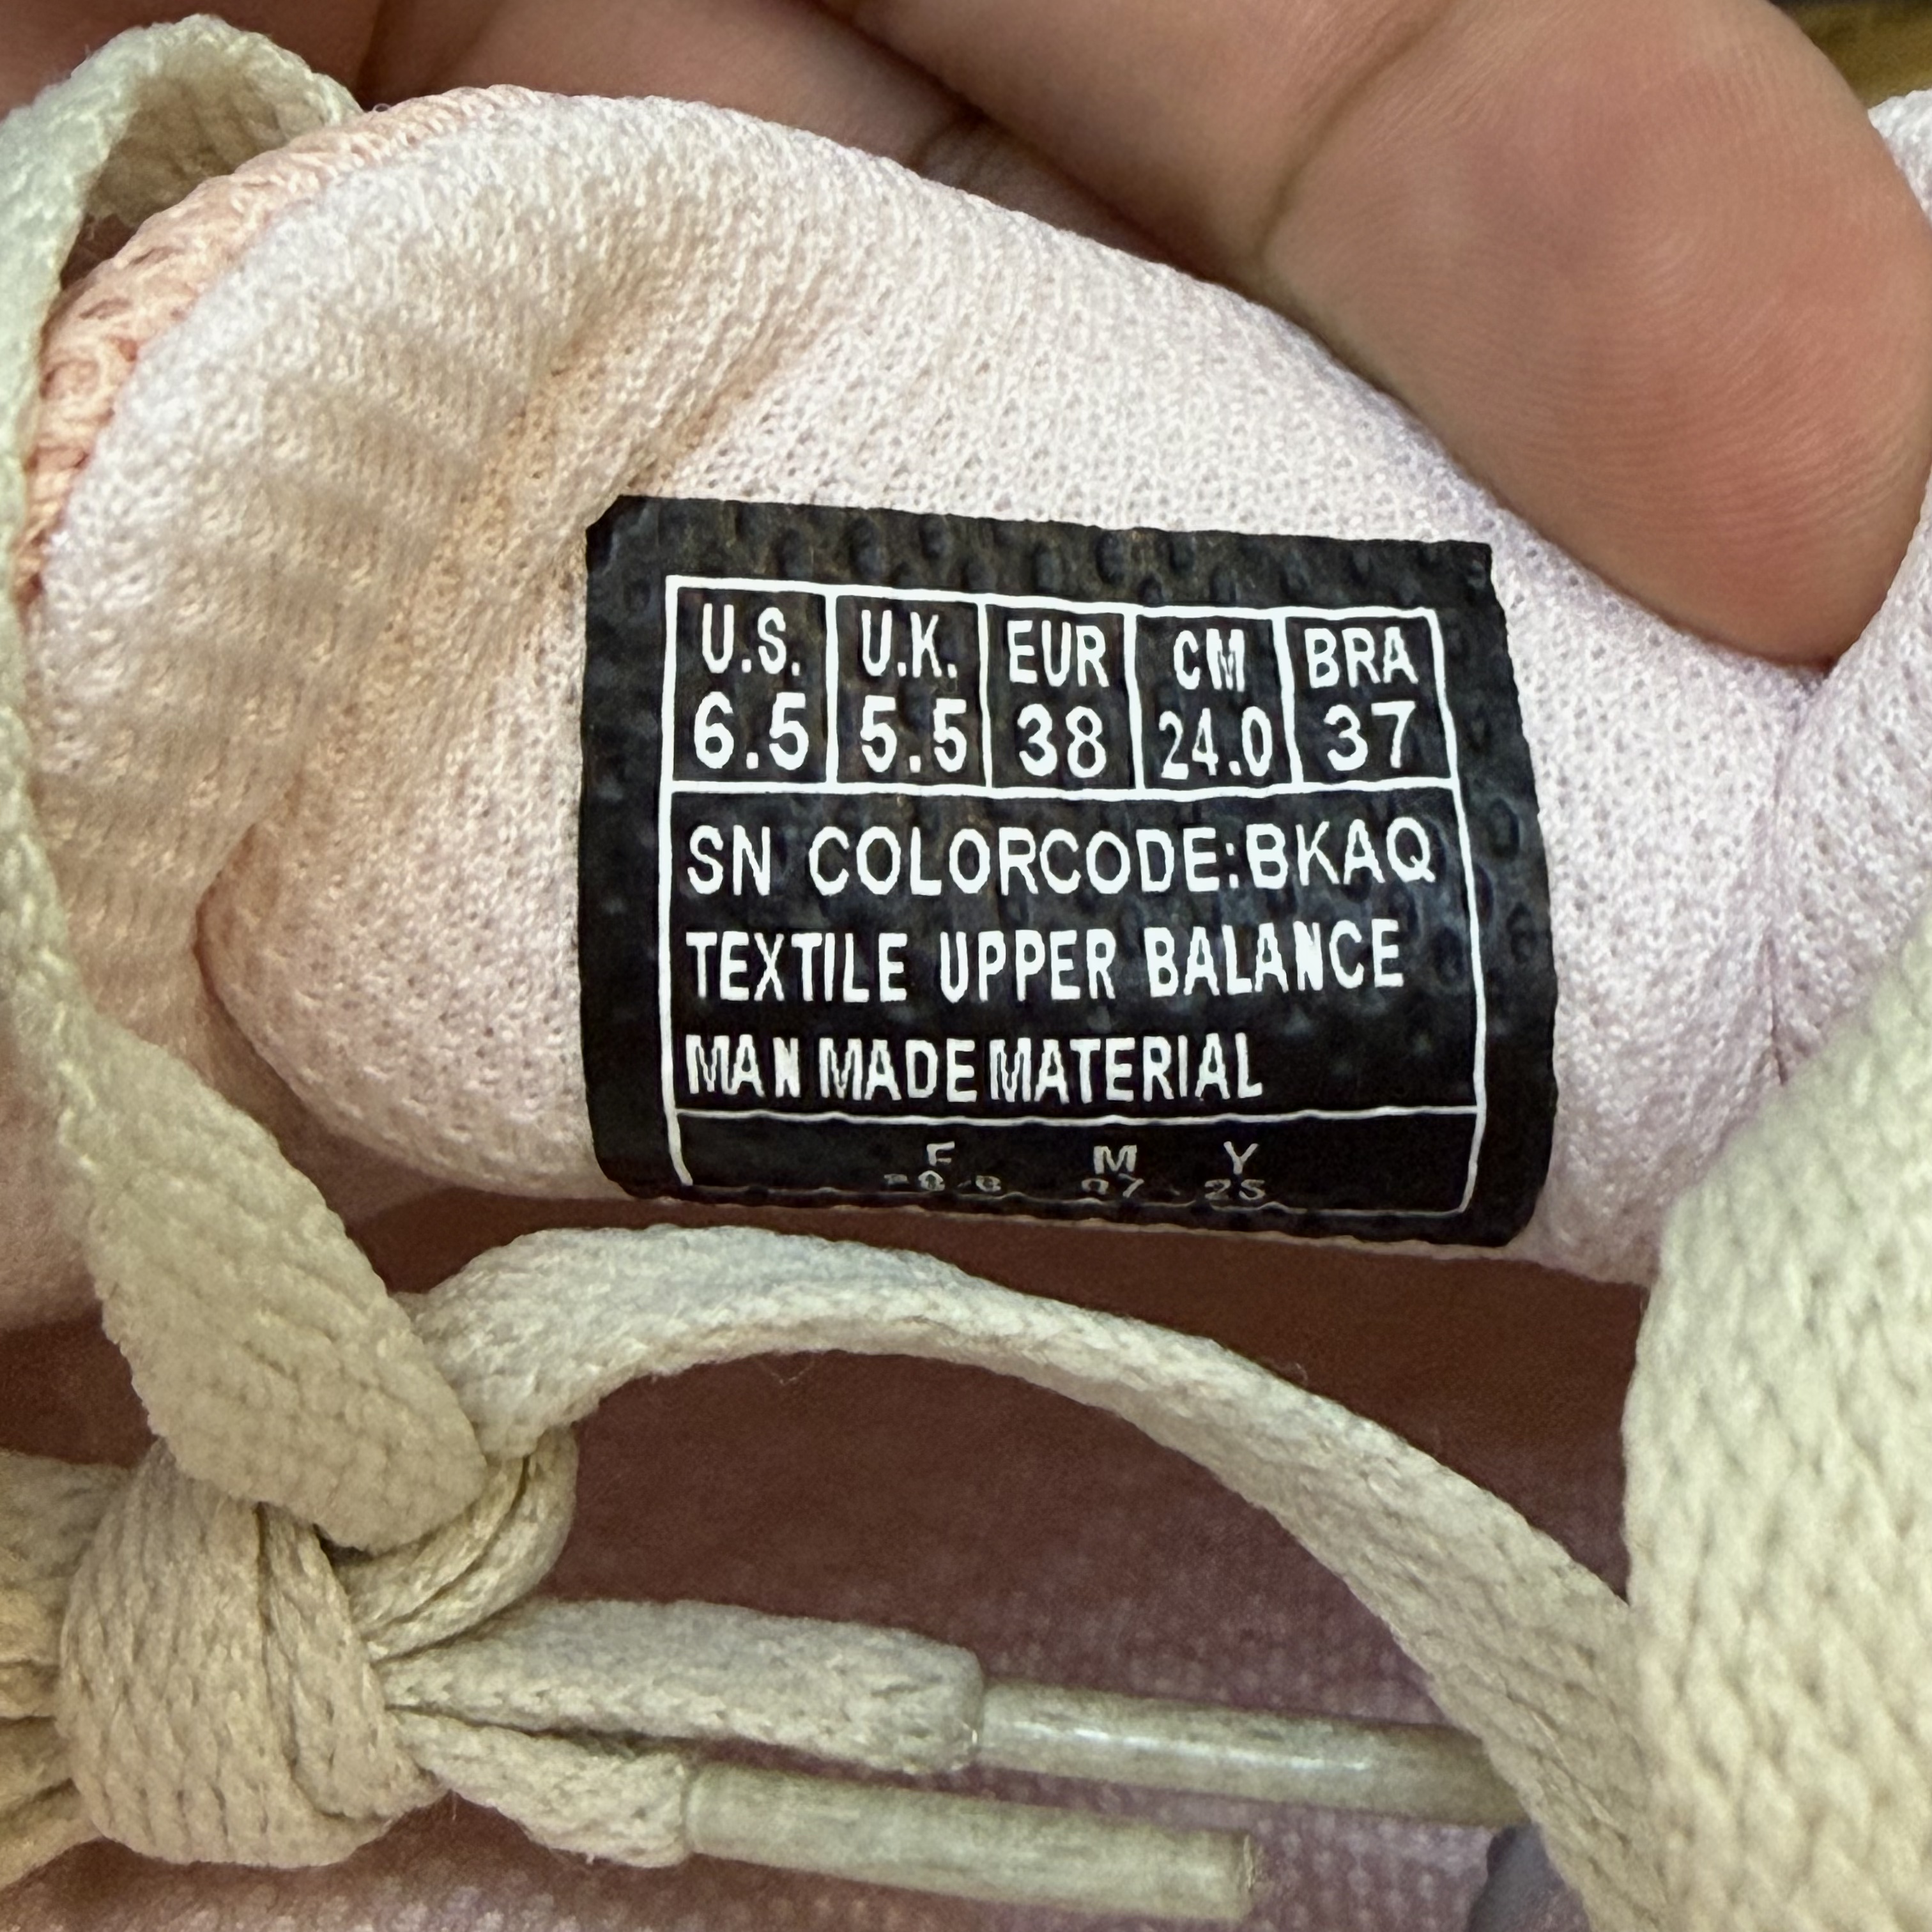 U.S. U.K. EUR CM BRA
6.5 5.5 38 24.0 37
SN COLORCODE:BKAQ
TEXTILE UPPER BALANCE
MAN MADE MATERIAL
F M Y
07 25